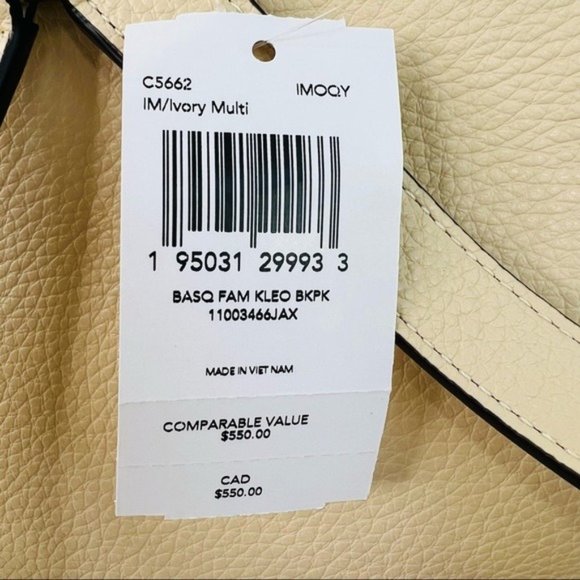 C5662 IMOQY
IM/Ivory Multi
1 95031 29993 3
BASQ FAM KLEO BKPK
11003466JAX
MADE IN VIET NAM
COMPARABLE VALUE
$550.00
CAD
$550.00